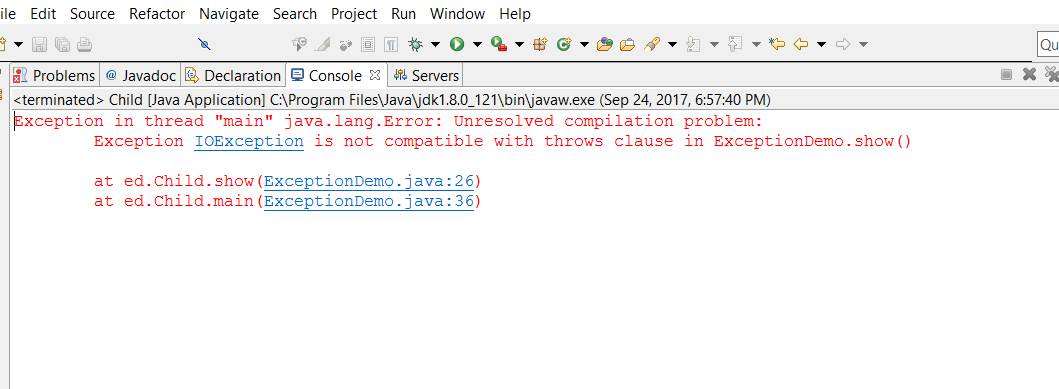 ile Edit Source Refactor Navigate Search Project Run Window Help
Qu
Problems @ Javadoc Declaration Console Servers
<terminated> Child [Java Application] C:\Program Files\Java\jdk1.8.0_121\bin\javaw.exe (Sep 24, 2017, 6:57:40 PM)
Exception in thread "main" java.lang.Error: Unresolved compilation problem:
Exception IOException is not compatible with throws clause in ExceptionDemo.show()
at ed.Child.show(ExceptionDemo.java:26)
at ed.Child.main(ExceptionDemo.java:36)